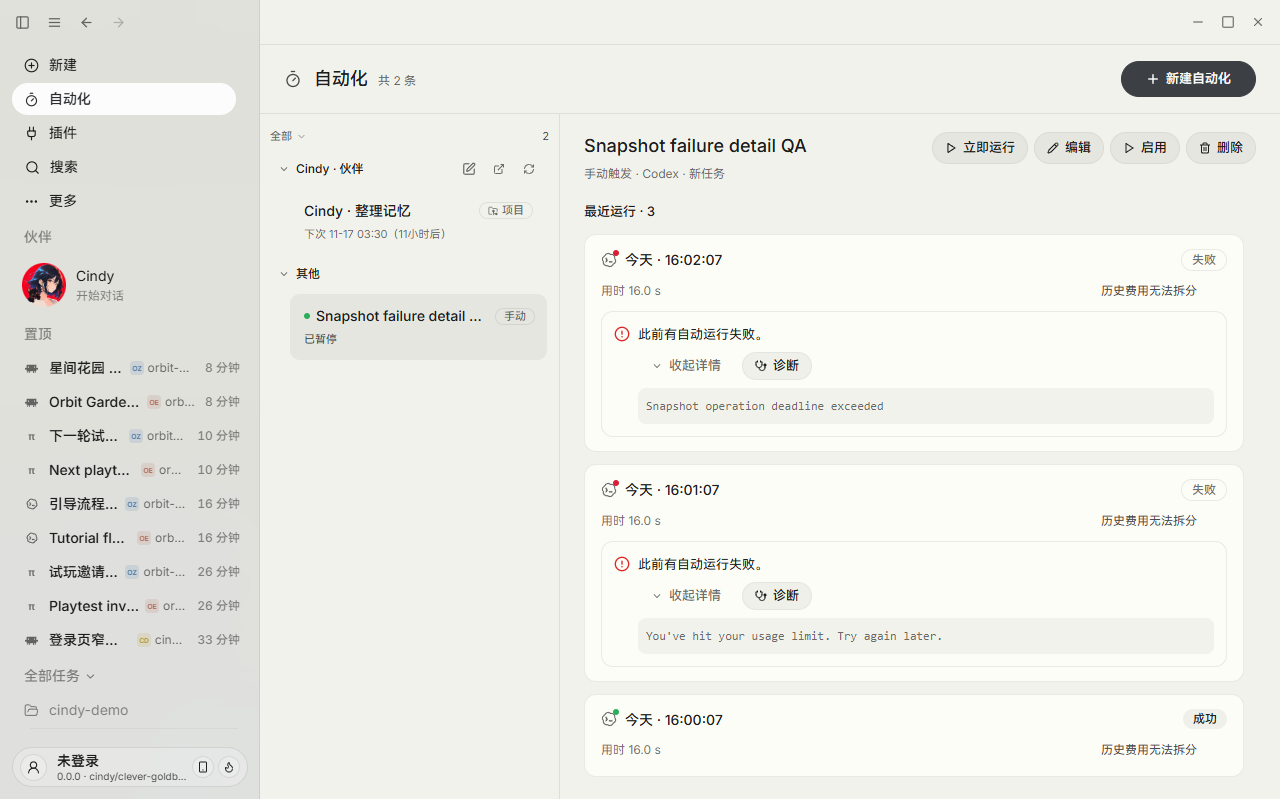 新建
自动化
插件
搜索
更多
伙伴
Cindy
开始对话
置顶
星间花园 ... OZ orbit-... 8 分钟
Orbit Garde... OE orb... 8 分钟
下一轮试... OZ orbit... 10 分钟
Next playt... OE or... 10 分钟
引导流程... OZ orbit-... 16 分钟
Tutorial fl... OE orb... 16 分钟
试玩邀请... OZ orbit-... 26 分钟
Playtest inv... OE or... 26 分钟
登录页窄... CD cin... 33 分钟
全部任务
cindy-demo
未登录
0.0.0 · cindy/clever-goldb...
自动化 共 2 条
新建自动化
全部 2
Cindy · 伙伴
Cindy · 整理记忆 项目
下次 11-17 03:30（11小时后）
其他
Snapshot failure detail ... 手动
已暂停
Snapshot failure detail QA
手动触发 · Codex · 新任务
立即运行 编辑 启用 删除
最近运行 · 3
今天 · 16:02:07 失败
用时 16.0 s 历史费用无法拆分
此前有自动运行失败。
收起详情 诊断
Snapshot operation deadline exceeded
今天 · 16:01:07 失败
用时 16.0 s 历史费用无法拆分
此前有自动运行失败。
收起详情 诊断
You've hit your usage limit. Try again later.
今天 · 16:00:07 成功
用时 16.0 s 历史费用无法拆分